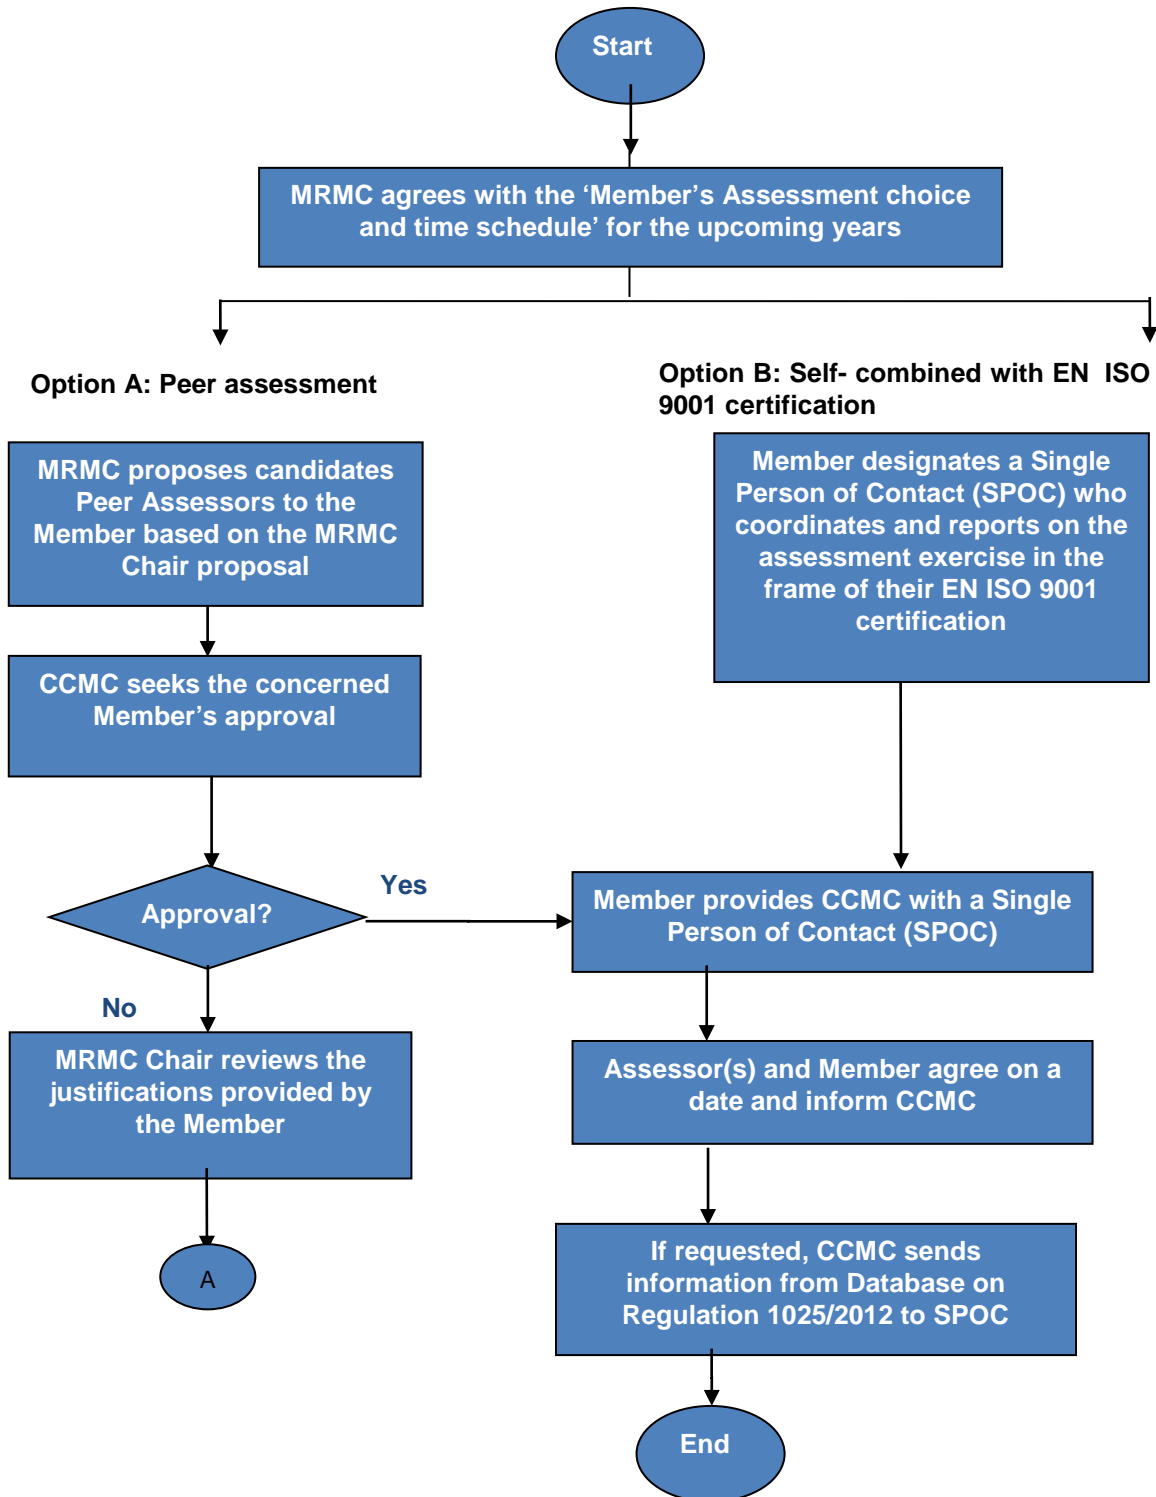 Start
MRMC agrees with the ‘Member’s Assessment choice
and time schedule’ for the upcoming years
Option A: Peer assessment
Option B: Self- combined with EN ISO
9001 certification
MRMC proposes candidates
Peer Assessors to the
Member based on the MRMC
Chair proposal
Member designates a Single
Person of Contact (SPOC) who
coordinates and reports on the
assessment exercise in the
frame of their EN ISO 9001
certification
CCMC seeks the concerned
Member’s approval
Approval?
Yes
Member provides CCMC with a Single
Person of Contact (SPOC)
No
MRMC Chair reviews the
justifications provided by
the Member
Assessor(s) and Member agree on a
date and inform CCMC
A
If requested, CCMC sends
information from Database on
Regulation 1025/2012 to SPOC
End